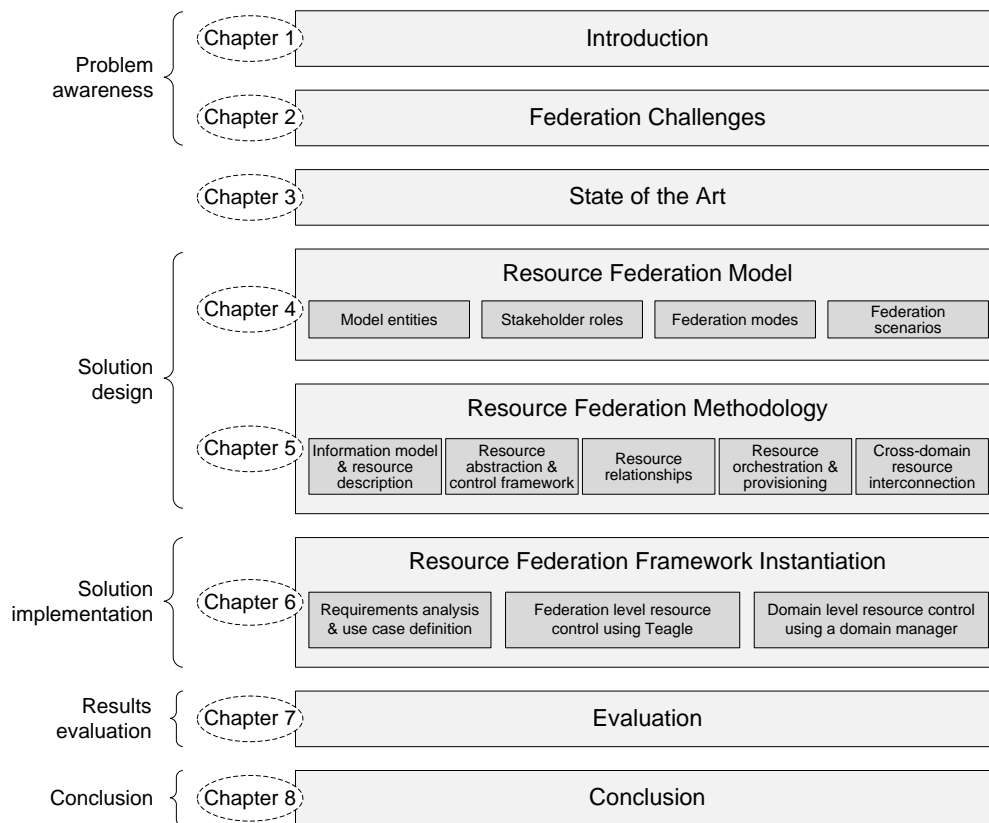 Problem
awareness
Chapter 1
Introduction
Chapter 2
Federation Challenges
Chapter 3
State of the Art
Solution
design
Chapter 4
Resource Federation Model
Model entities
Stakeholder roles
Federation modes
Federation
scenarios
Chapter 5
Resource Federation Methodology
Information model
& resource
description
Resource
abstraction &
control framework
Resource
relationships
Resource
orchestration &
provisioning
Cross-domain
resource
interconnection
Solution
implementation
Chapter 6
Resource Federation Framework Instantiation
Requirements analysis
& use case definition
Federation level resource
control using Teagle
Domain level resource control
using a domain manager
Results
evaluation
Chapter 7
Evaluation
Conclusion
Chapter 8
Conclusion